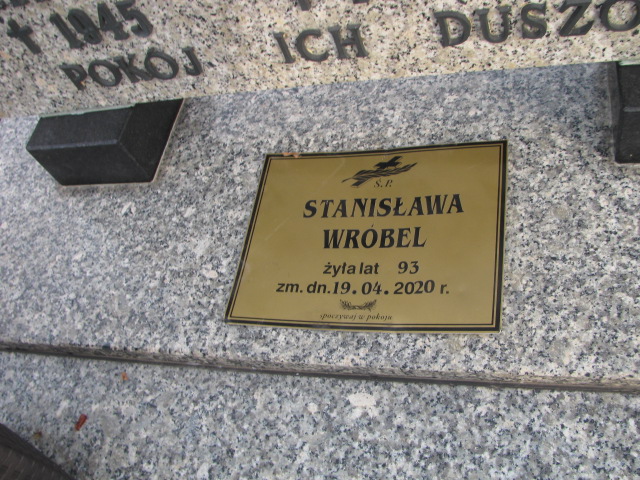 † 1945
POKÓJ ICH DUSZO
Ś. P.
STANISŁAWA
WRÓBEL
żyła lat 93
zm. dn. 19. 04. 2020 r.
spoczywaj w pokoju